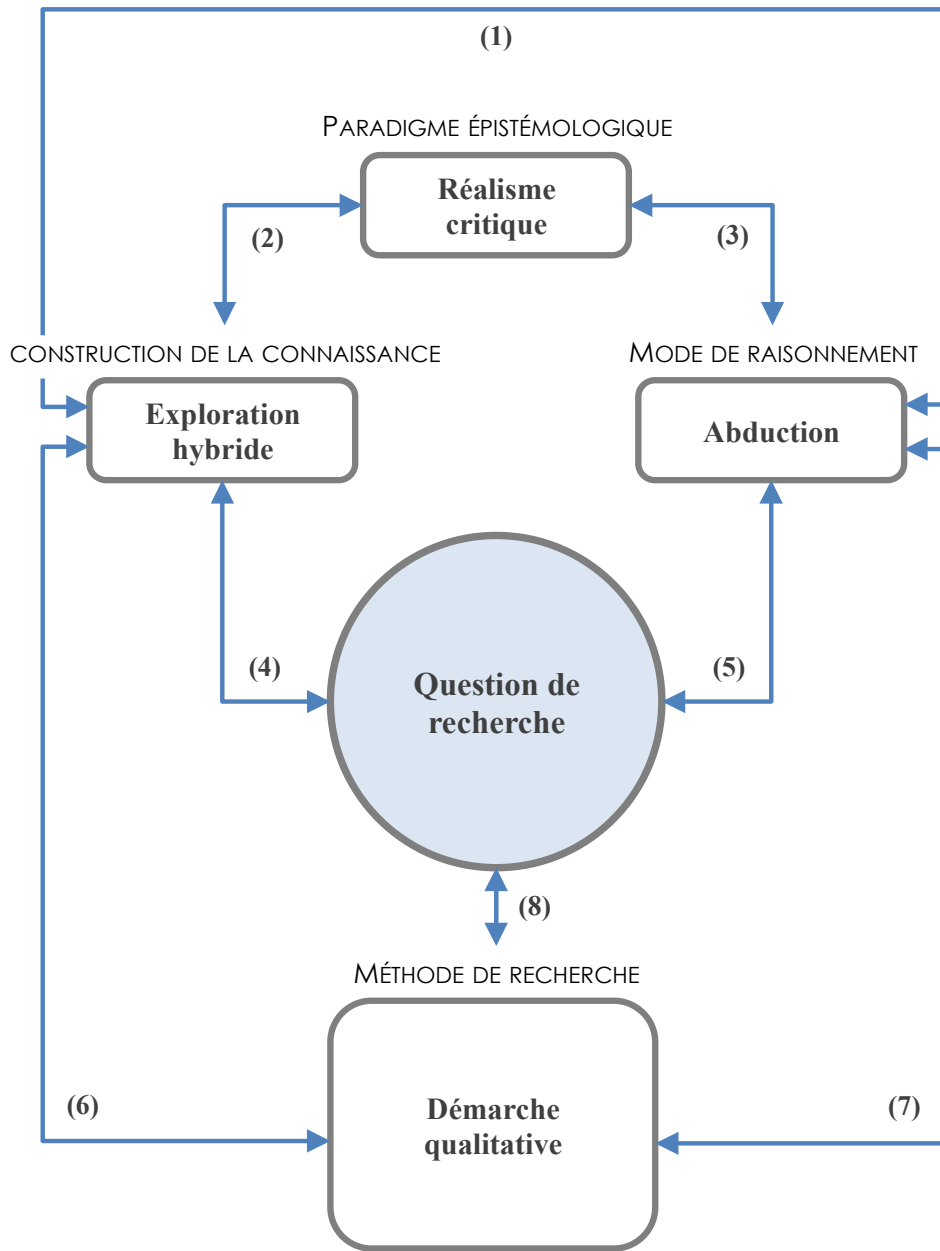 (1)
PARADIGME ÉPISTÉMOLOGIQUE
Réalisme
critique
(2)
(3)
CONSTRUCTION DE LA CONNAISSANCE
MODE DE RAISONNEMENT
Exploration
hybride
Abduction
(4)
(5)
Question de
recherche
(8)
MÉTHODE DE RECHERCHE
(6)
(7)
Démarche
qualitative